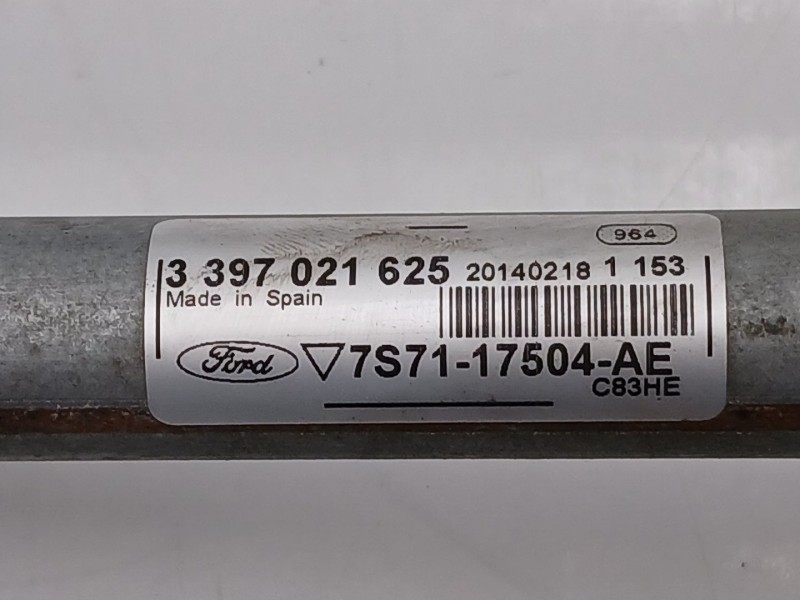 964
3 397 021 625 20140218 1 153
Made in Spain
Ford 7S71-17504-AE
C83HE